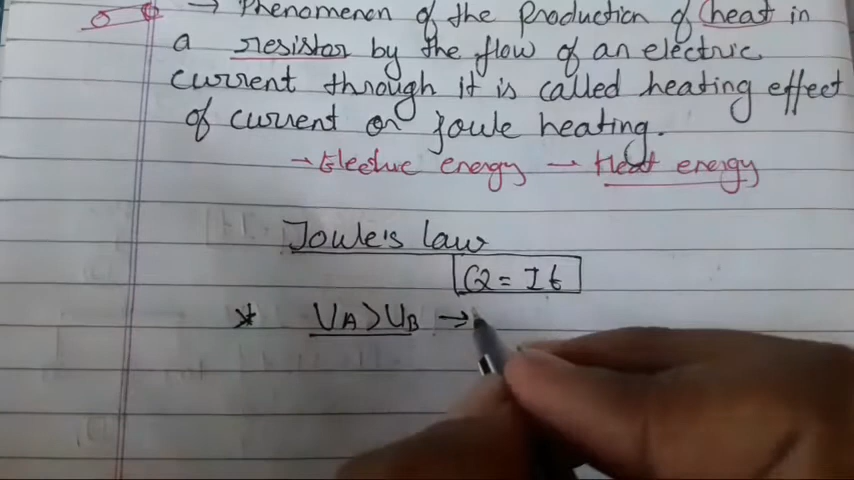 → Phenomenon of the production of heat in
a resistor by the flow of an electric
current through it is called heating effect
of current or joule heating.
→ Electric energy → Heat energy
Joule's law
Q = It
* VA > VB →